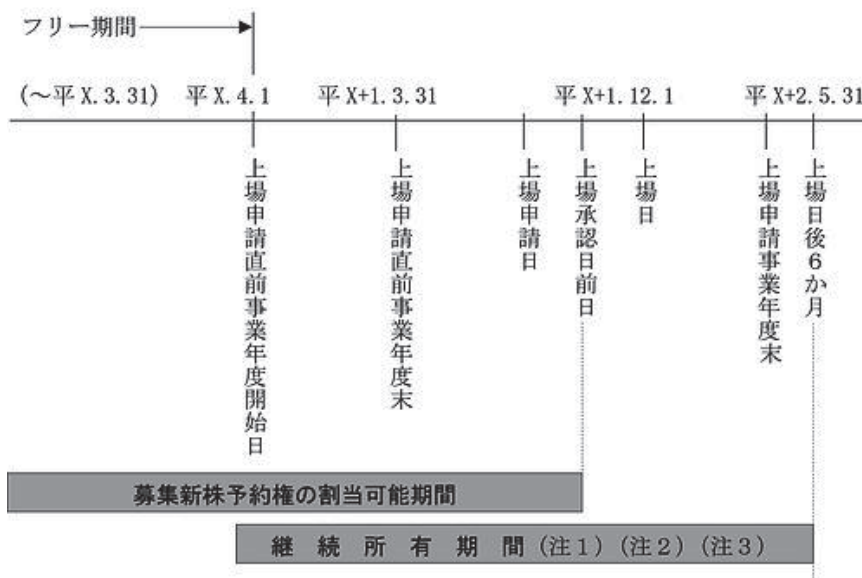 フリー期間
(～平X.3.31) 平X.4.1 平X+1.3.31 平X+1.12.1 平X+2.5.31
上場申請直前事業年度開始日
上場申請直前事業年度末
上場申請日
上場承認日前日
上場日
上場申請事業年度末
上場日後6か月
募集新株予約権の割当可能期間
継続所有期間(注1)(注2)(注3)